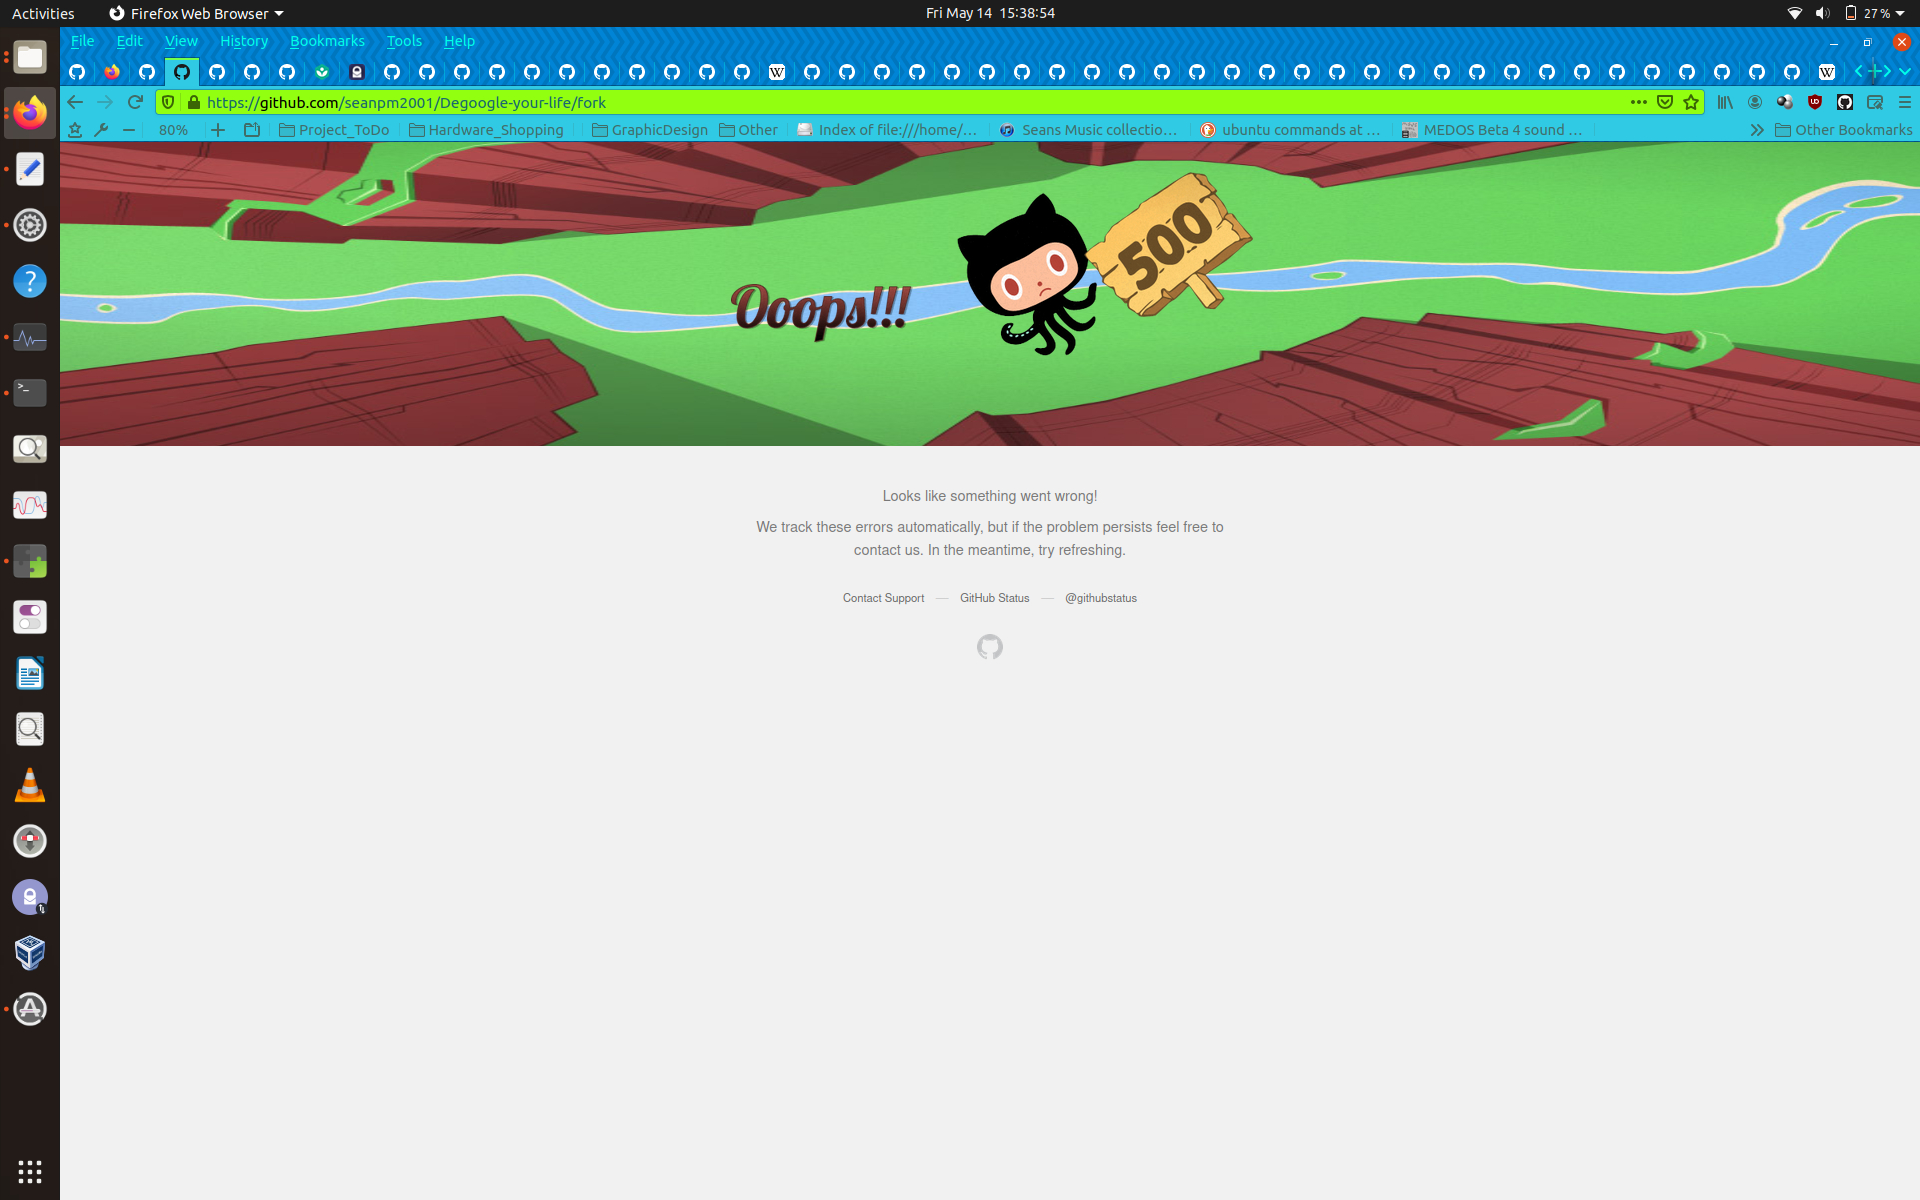 Activities
Firefox Web Browser
Fri May 14 15:38:54
27 %
File Edit View History Bookmarks Tools Help
W
W
https://github.com/seanpm2001/Degoogle-your-life/fork
80%
Project_ToDo
Hardware_Shopping
GraphicDesign
Other
Index of file:///home/…
Seans Music collectio…
ubuntu commands at …
MEDOS Beta 4 sound …
Other Bookmarks
Ooops!!!
500
Looks like something went wrong!
We track these errors automatically, but if the problem persists feel free to
contact us. In the meantime, try refreshing.
Contact Support — GitHub Status — @githubstatus